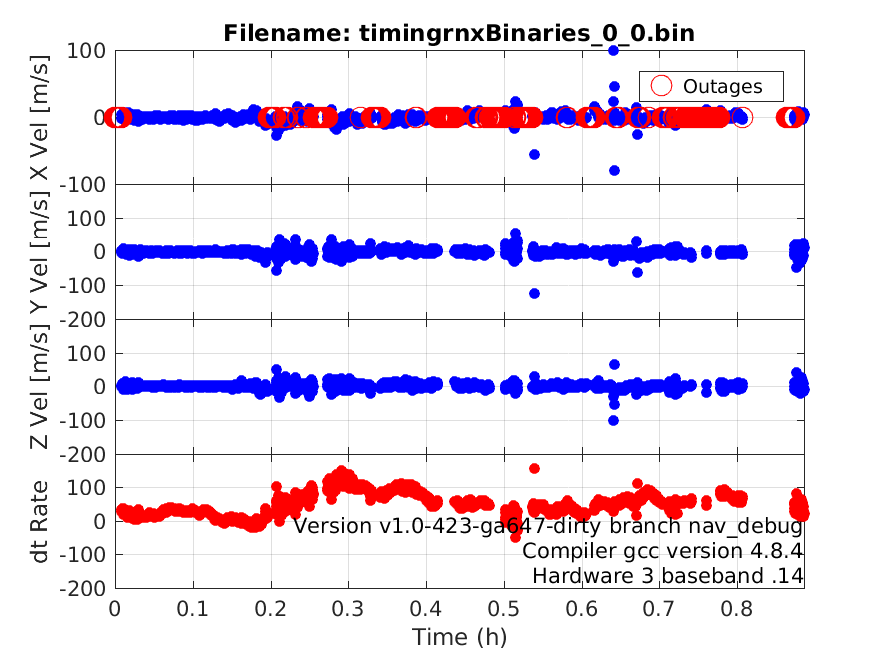 Filename: timingrnxBinaries_0_0.bin
100
0
-100
X Vel [m/s]
Outages
100
0
-100
-200
Y Vel [m/s]
100
0
-100
-200
Z Vel [m/s]
100
0
-100
-200
dt Rate
Version v1.0-423-ga647-dirty branch nav_debug
Compiler gcc version 4.8.4
Hardware 3 baseband .14
0 0.1 0.2 0.3 0.4 0.5 0.6 0.7 0.8
Time (h)